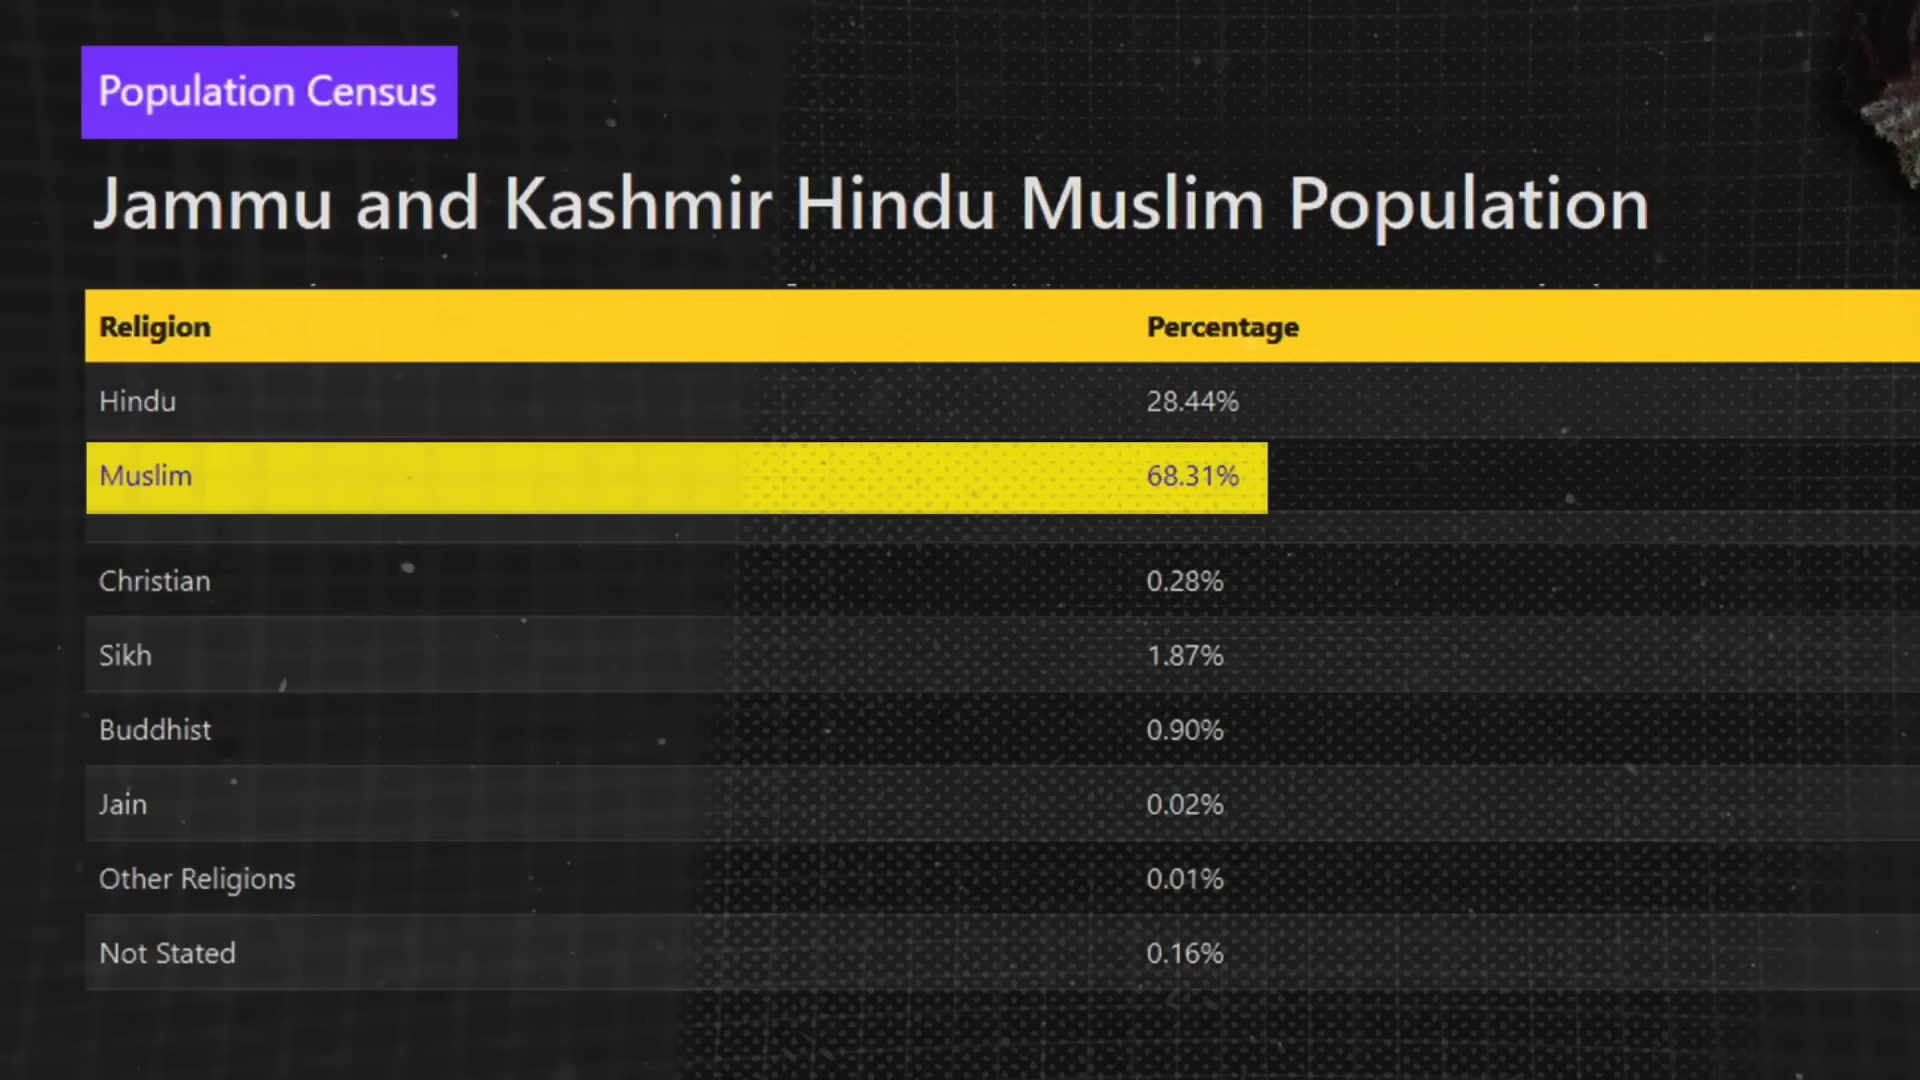 Population Census
Jammu and Kashmir Hindu Muslim Population
Religion Percentage
Hindu 28.44%
Muslim 68.31%
Christian 0.28%
Sikh 1.87%
Buddhist 0.90%
Jain 0.02%
Other Religions 0.01%
Not Stated 0.16%